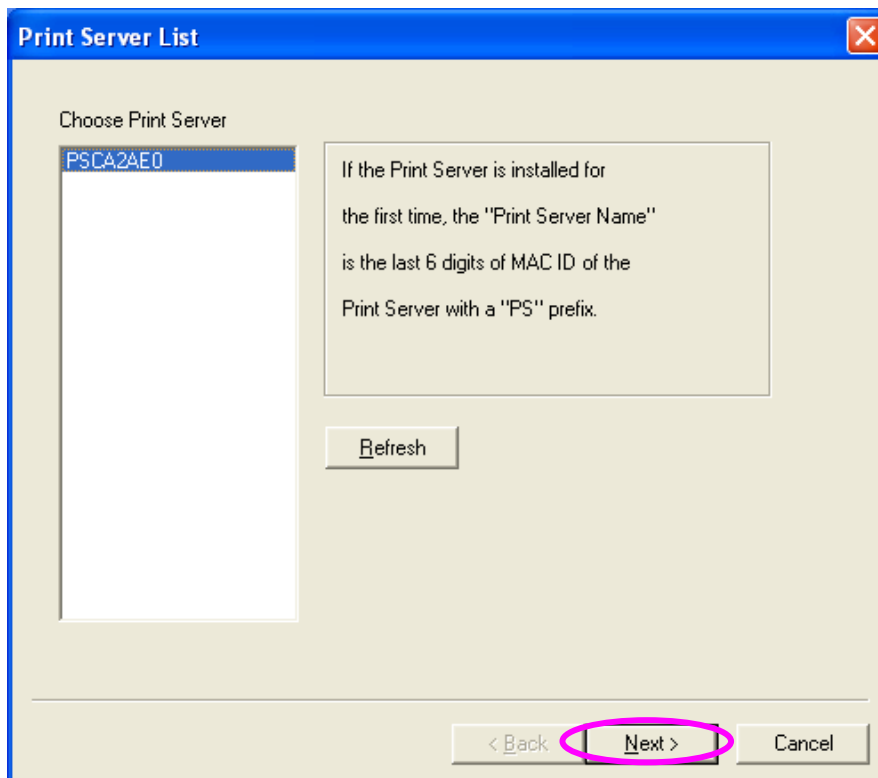 Print Server List
Choose Print Server
PSCA2AE0
If the Print Server is installed for
the first time, the "Print Server Name"
is the last 6 digits of MAC ID of the
Print Server with a "PS" prefix.
Refresh
< Back
Next >
Cancel